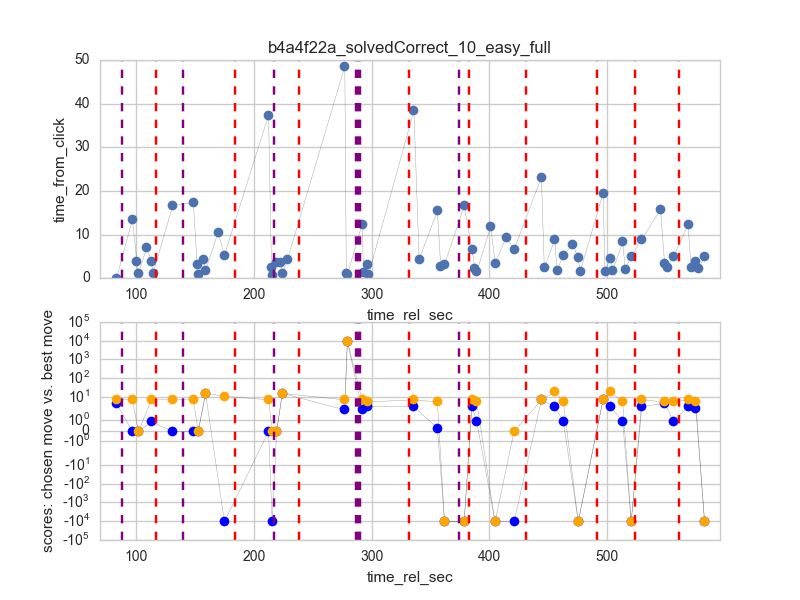 b4a4f22a_solvedCorrect_10_easy_full
50
40
30
20
10
0
time_from_click
100 200 300 400 500
time_rel_sec
10^5
10^4
10^3
10^2
10^1
10^0
0
-10^0
-10^1
-10^2
-10^3
-10^4
-10^5
scores: chosen move vs. best move
100 200 300 400 500
time_rel_sec